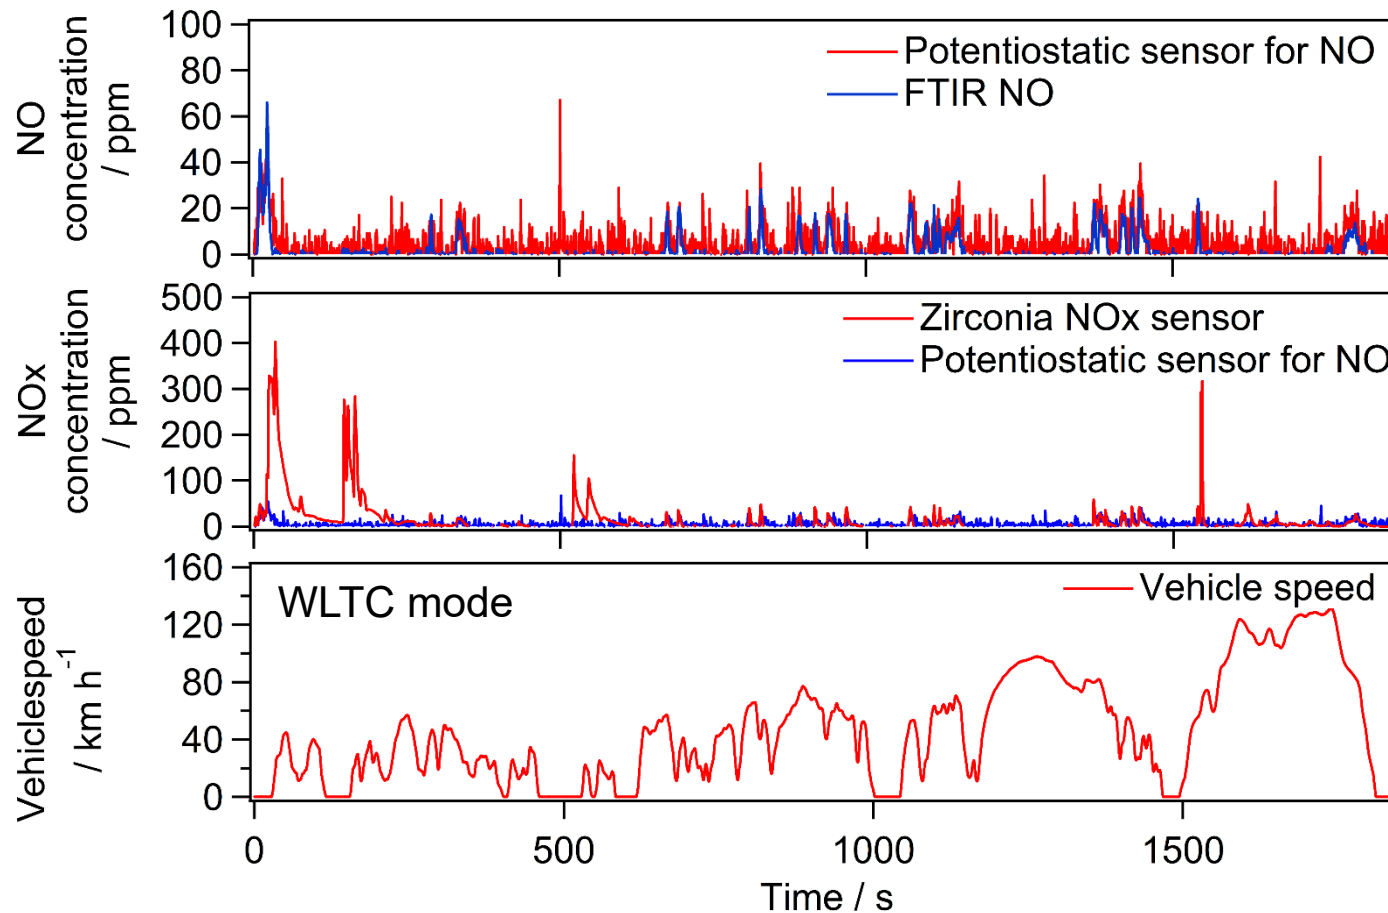 NO
concentration
/ ppm
100
80
60
40
20
0
Potentiostatic sensor for NO
FTIR NO
NOx
concentration
/ ppm
500
400
300
200
100
0
Zirconia NOx sensor
Potentiostatic sensor for NO
Vehiclespeed
/ km h⁻¹
160
120
80
40
0
WLTC mode
Vehicle speed
0 500 1000 1500
Time / s